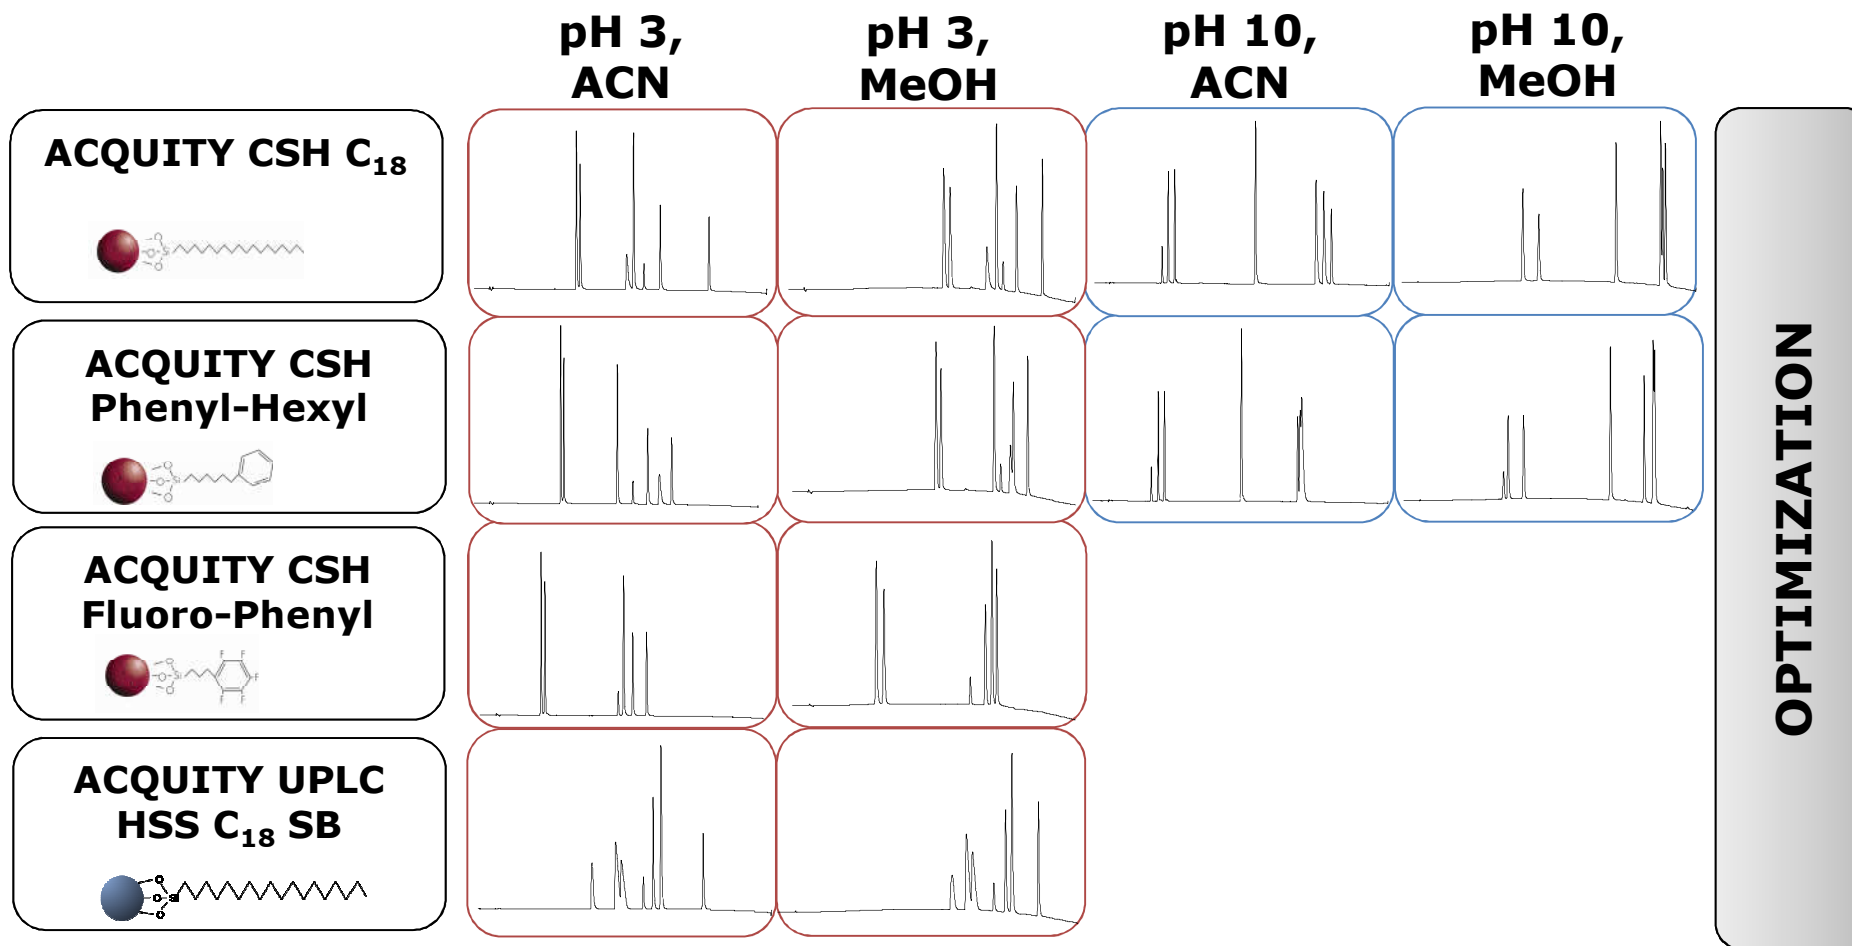 pH 3,
ACN
pH 3,
MeOH
pH 10,
ACN
pH 10,
MeOH
ACQUITY CSH C18
ACQUITY CSH
Phenyl-Hexyl
ACQUITY CSH
Fluoro-Phenyl
ACQUITY UPLC
HSS C18 SB
OPTIMIZATION